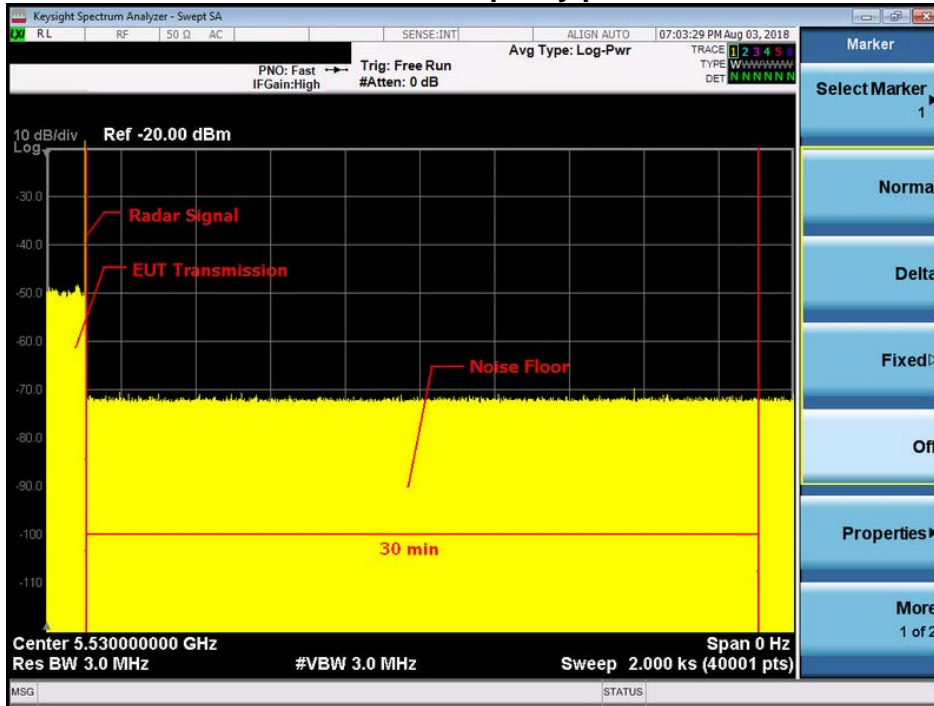 Keysight Spectrum Analyzer - Swept SA
LXI RL RF 50 Ω AC SENSE:INT ALIGN AUTO 07:03:29 PM Aug 03, 2018
Avg Type: Log-Pwr TRACE 1 2 3 4 5 6
PNO: Fast Trig: Free Run TYPE WWWWWW
IFGain:High #Atten: 0 dB DET N N N N N N
10 dB/div Ref -20.00 dBm
Log
-30.0
Radar Signal
-40.0
EUT Transmission
-50.0
-60.0
Noise Floor
-70.0
-80.0
-90.0
-100
30 min
-110
Center 5.530000000 GHz Span 0 Hz
Res BW 3.0 MHz #VBW 3.0 MHz Sweep 2.000 ks (40001 pts)
MSG STATUS
Marker
Select Marker
1
Norma
Delta
Fixed
Off
Properties
More
1 of 2